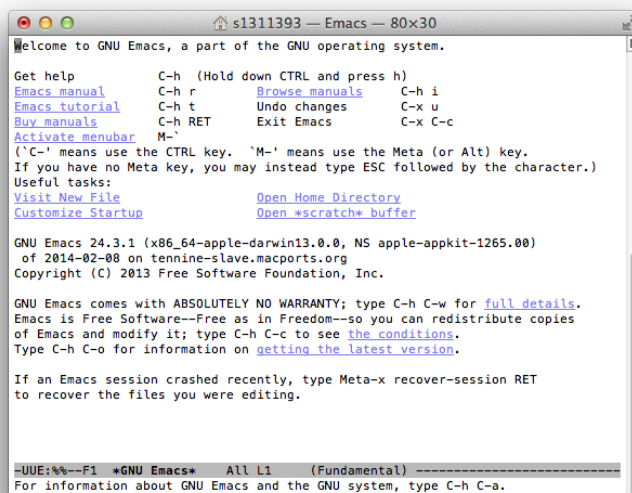 s1311393 — Emacs — 80×30
Welcome to GNU Emacs, a part of the GNU operating system.
Get help C-h (Hold down CTRL and press h)
Emacs manual C-h r Browse manuals C-h i
Emacs tutorial C-h t Undo changes C-x u
Buy manuals C-h RET Exit Emacs C-x C-c
Activate menubar M-`
(`C-' means use the CTRL key. `M-' means use the Meta (or Alt) key.
If you have no Meta key, you may instead type ESC followed by the character.)
Useful tasks:
Visit New File Open Home Directory
Customize Startup Open *scratch* buffer
GNU Emacs 24.3.1 (x86_64-apple-darwin13.0.0, NS apple-appkit-1265.00)
of 2014-02-08 on tennine-slave.macports.org
Copyright (C) 2013 Free Software Foundation, Inc.
GNU Emacs comes with ABSOLUTELY NO WARRANTY; type C-h C-w for full details.
Emacs is Free Software--Free as in Freedom--so you can redistribute copies
of Emacs and modify it; type C-h C-c to see the conditions.
Type C-h C-o for information on getting the latest version.
If an Emacs session crashed recently, type Meta-x recover-session RET
to recover the files you were editing.
-UUE:%%--F1 *GNU Emacs* All L1 (Fundamental) ---------------------------
For information about GNU Emacs and the GNU system, type C-h C-a.